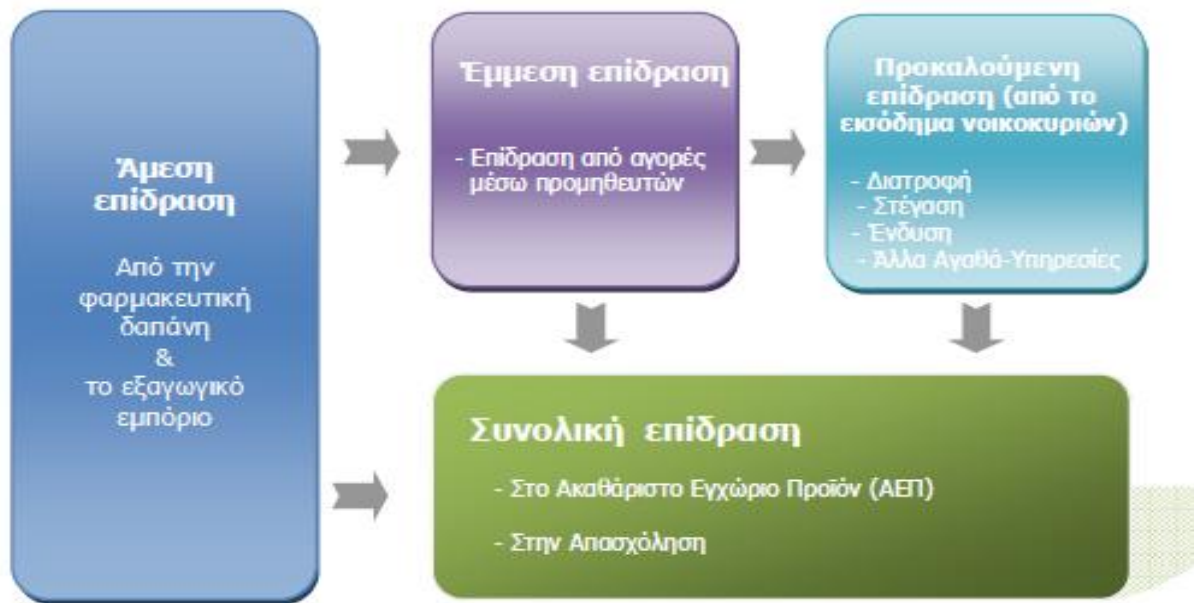 Άμεση
επίδραση
Από την
φαρμακευτική
δαπάνη
&
το εξαγωγικό
εμπόριο
Έμμεση επίδραση
- Επίδραση από αγορές
μέσω προμηθευτών
Προκαλούμενη
επίδραση (από το
εισόδημα νοικοκυριών)
- Διατροφή
- Στέγαση
- Ένδυση
- Άλλα Αγαθά-Υπηρεσίες
Συνολική επίδραση
- Στο Ακαθάριστο Εγχώριο Προϊόν (ΑΕΠ)
- Στην Απασχόληση